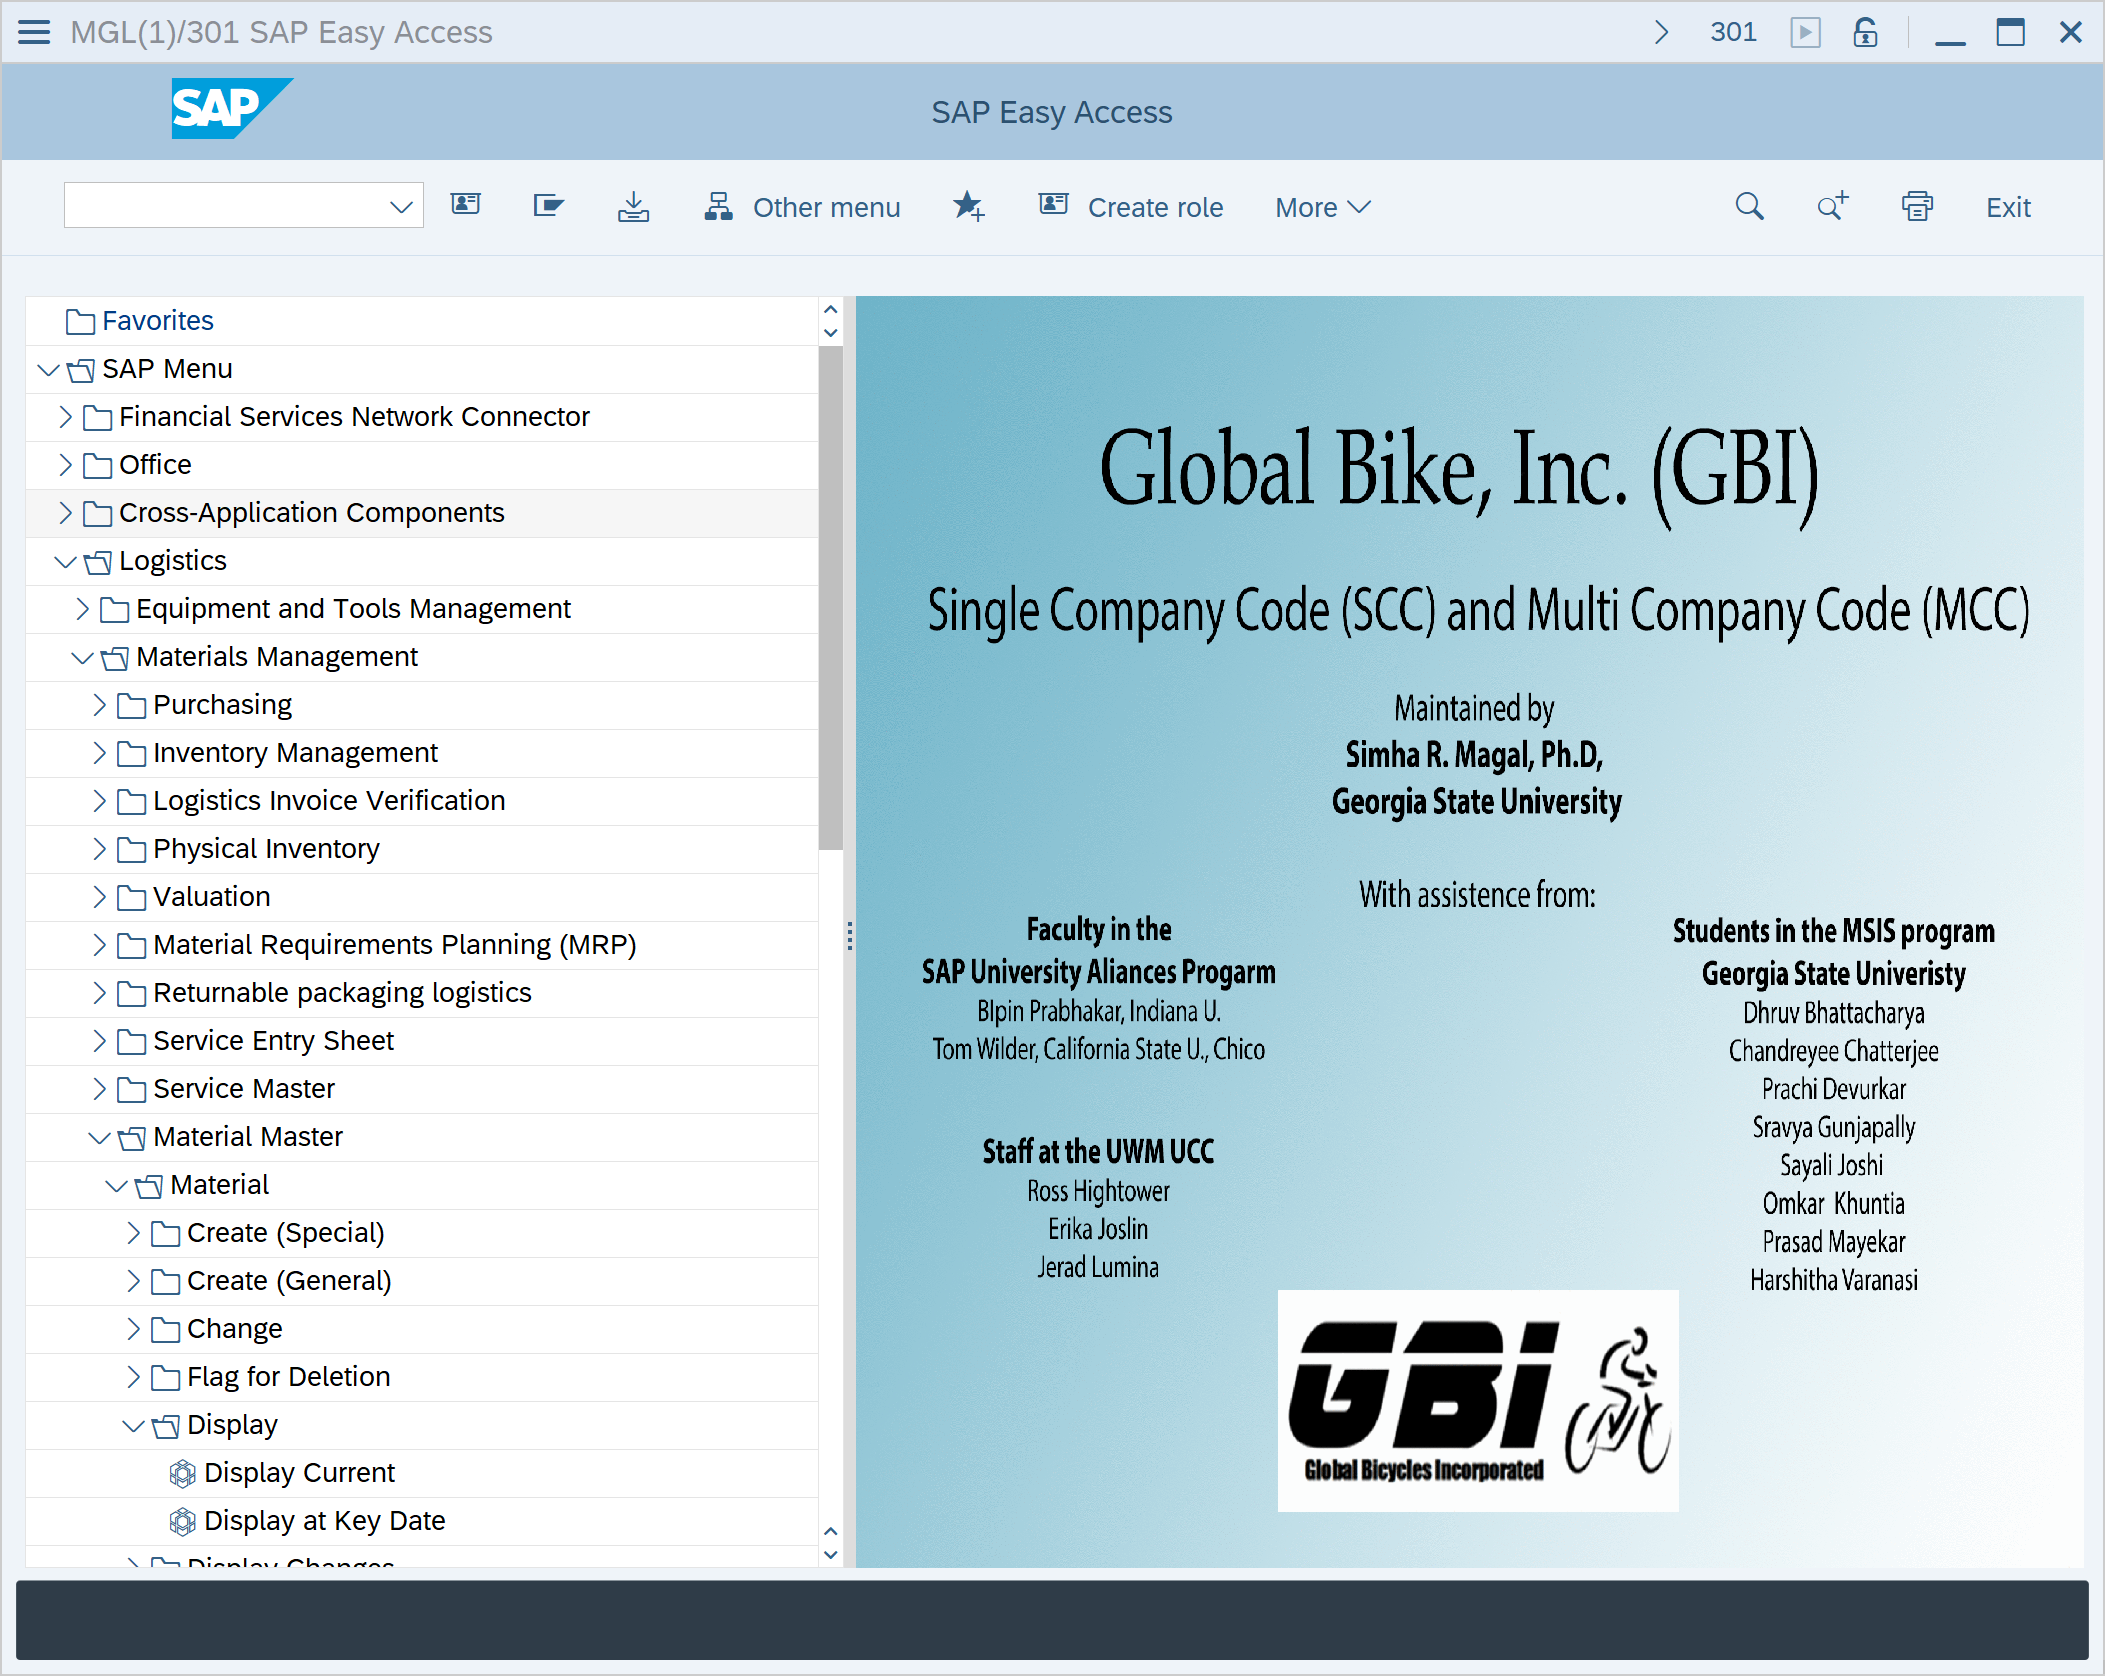 MGL(1)/301 SAP Easy Access
301
SAP
SAP Easy Access
Other menu
Create role
More
Exit
Favorites
SAP Menu
Financial Services Network Connector
Office
Cross-Application Components
Logistics
Equipment and Tools Management
Materials Management
Purchasing
Inventory Management
Logistics Invoice Verification
Physical Inventory
Valuation
Material Requirements Planning (MRP)
Returnable packaging logistics
Service Entry Sheet
Service Master
Material Master
Material
Create (Special)
Create (General)
Change
Flag for Deletion
Display
Display Current
Display at Key Date
Display Changes
Global Bike, Inc. (GBI)
Single Company Code (SCC) and Multi Company Code (MCC)
Maintained by
Simha R. Magal, Ph.D,
Georgia State University
With assistence from:
Faculty in the
SAP University Aliances Progarm
BIpin Prabhakar, Indiana U.
Tom Wilder, California State U., Chico
Staff at the UWM UCC
Ross Hightower
Erika Joslin
Jerad Lumina
Students in the MSIS program
Georgia State Univeristy
Dhruv Bhattacharya
Chandreyee Chatterjee
Prachi Devurkar
Sravya Gunjapally
Sayali Joshi
Omkar Khuntia
Prasad Mayekar
Harshitha Varanasi
GBI
Global Bicycles Incorporated